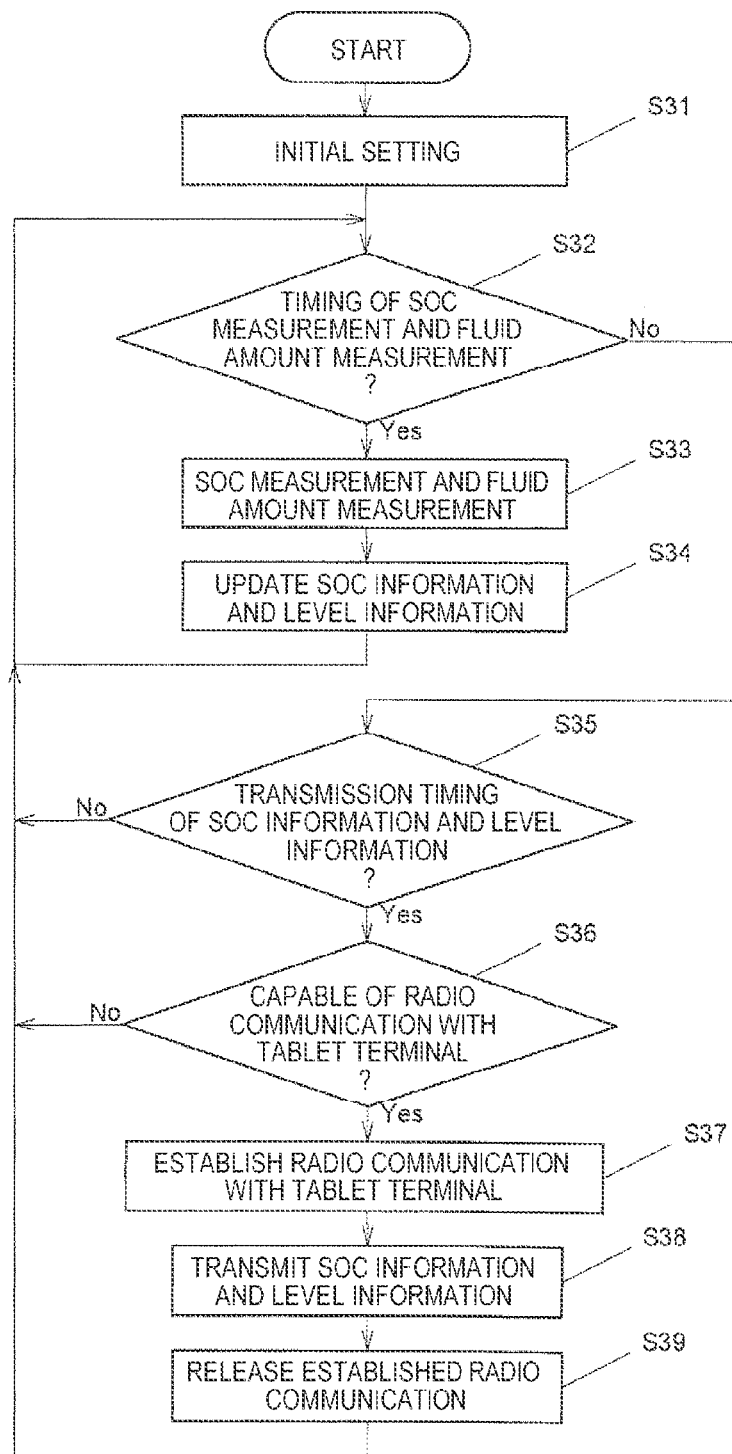 START
S31
INITIAL SETTING
S32
TIMING OF SOC
MEASUREMENT AND FLUID
AMOUNT MEASUREMENT
?
No
Yes
S33
SOC MEASUREMENT AND FLUID
AMOUNT MEASUREMENT
S34
UPDATE SOC INFORMATION
AND LEVEL INFORMATION
S35
TRANSMISSION TIMING
OF SOC INFORMATION AND LEVEL
INFORMATION
?
No
Yes
S36
CAPABLE OF RADIO
COMMUNICATION WITH
TABLET TERMINAL
?
No
Yes
S37
ESTABLISH RADIO COMMUNICATION
WITH TABLET TERMINAL
S38
TRANSMIT SOC INFORMATION
AND LEVEL INFORMATION
S39
RELEASE ESTABLISHED RADIO
COMMUNICATION